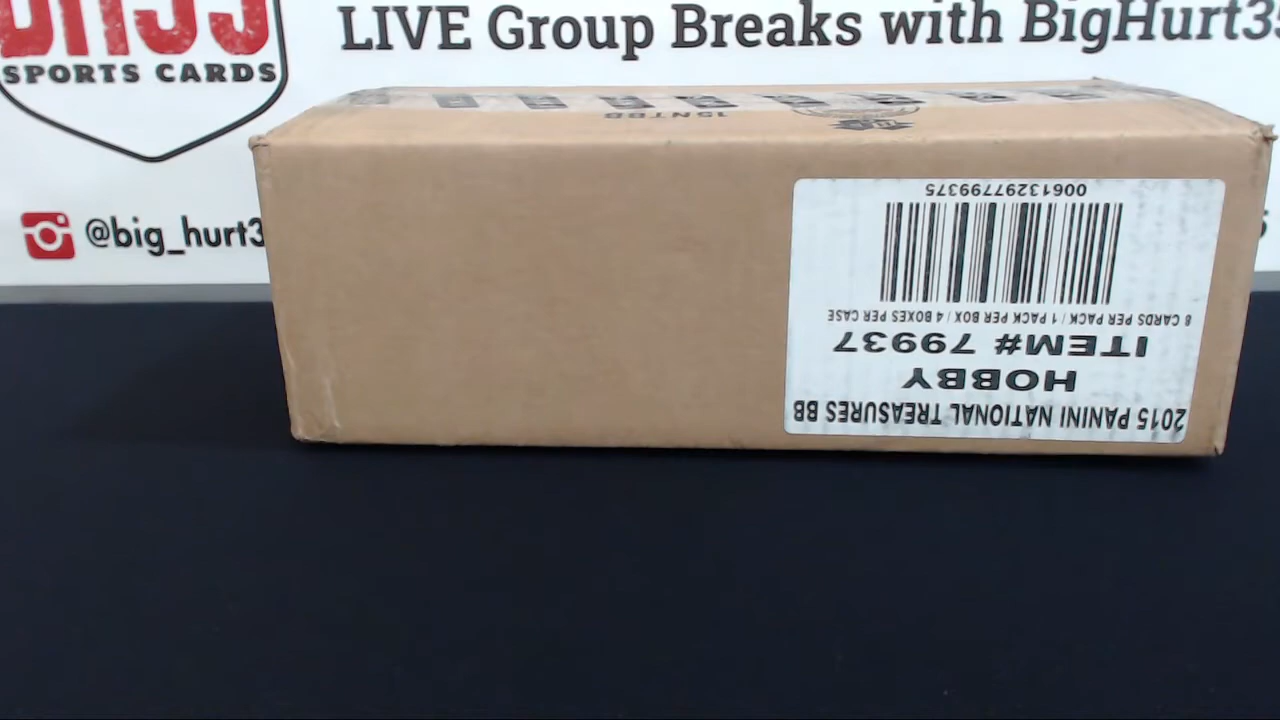 LIVE Group Breaks with BigHurt35
SPORTS CARDS
@big_hurt3
15NTBB
00613297799375
8 CARDS PER PACK / 1 PACK PER BOX / 4 BOXES PER CASE
ITEM# 79937
HOBBY
2015 PANINI NATIONAL TREASURES BB